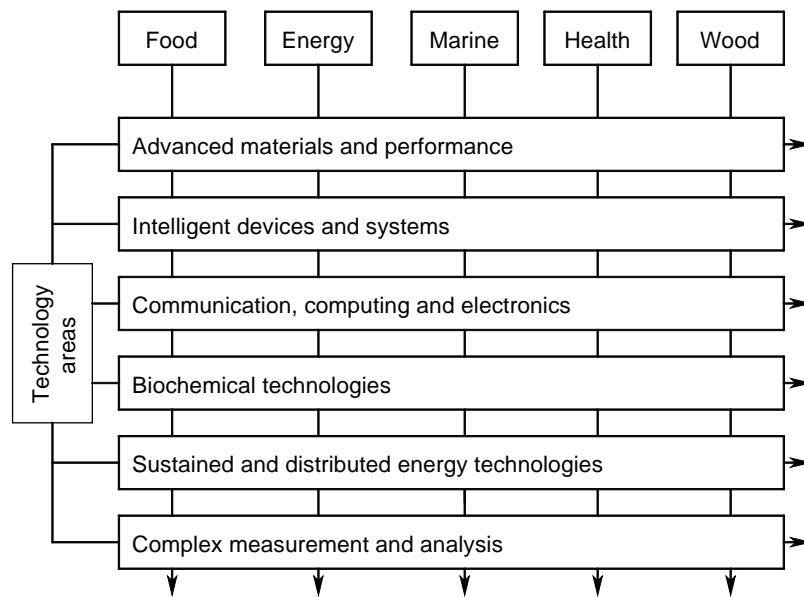 Food
Energy
Marine
Health
Wood
Advanced materials and performance
Intelligent devices and systems
Technology
areas
Communication, computing and electronics
Biochemical technologies
Sustained and distributed energy technologies
Complex measurement and analysis